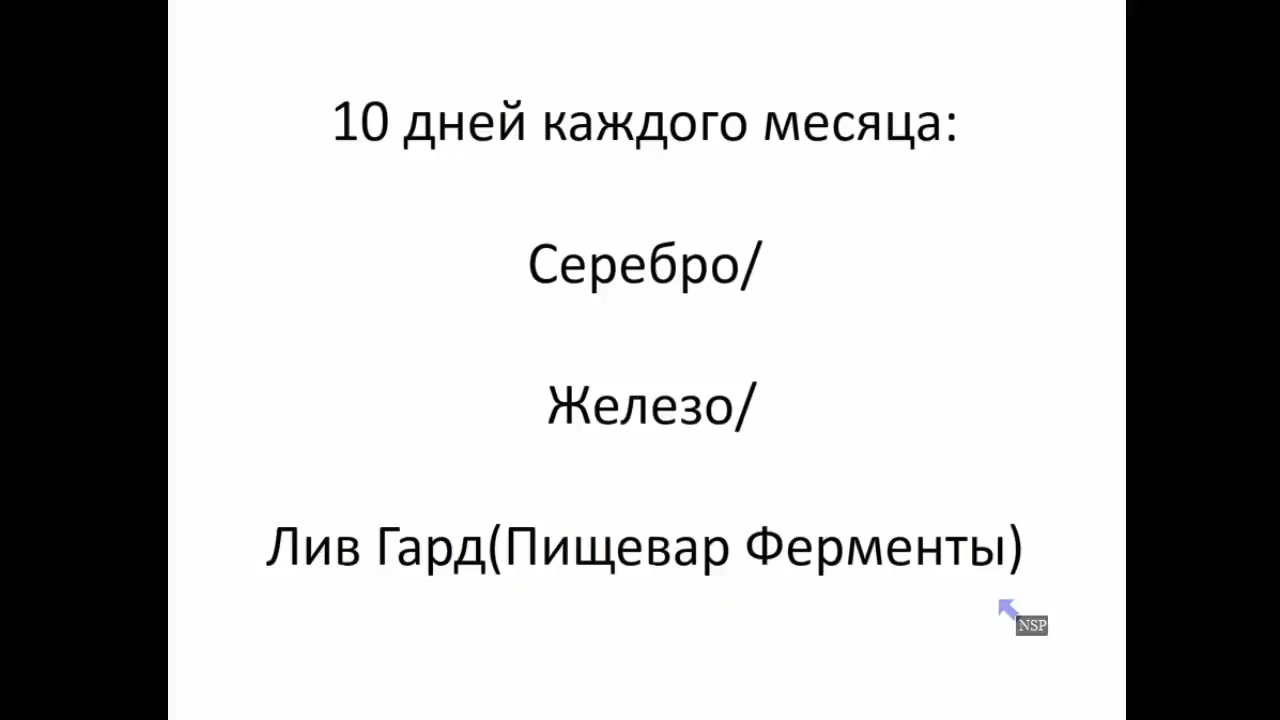 10 дней каждого месяца:
Серебро/
Железо/
Лив Гард(Пищевар Ферменты)
NSP